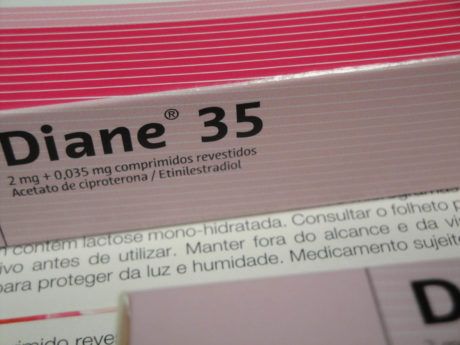 Diane® 35
2 mg + 0,035 mg comprimidos revestidos
Acetato de ciproterona / Etinilestradiol
contém lactose mono-hidratada. Consultar o folheto
antes de utilizar. Manter fora do alcance e da
para proteger da luz e humidade. Medicamento
D